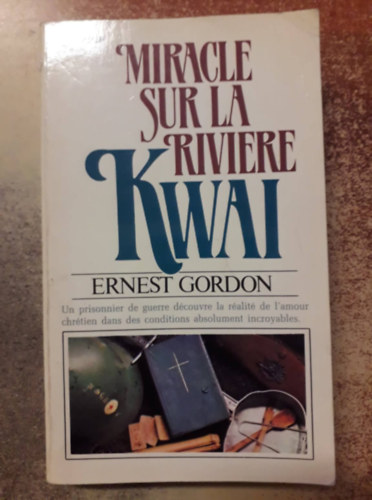 MIRACLE
SUR LA
RIVIERE
KWAI
ERNEST GORDON
Un prisonnier de guerre découvre la réalité de l'amour
chrétien dans des conditions absolument incroyables.